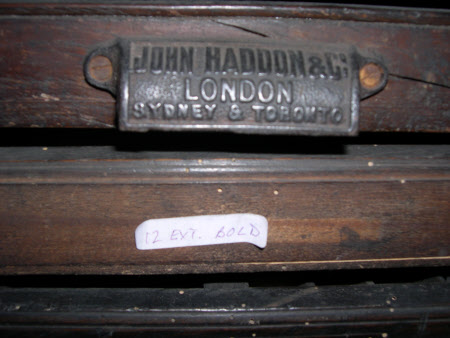 JOHN HADDON & Co.
LONDON
SYDNEY & TORONTO
12 EXT. BOLD